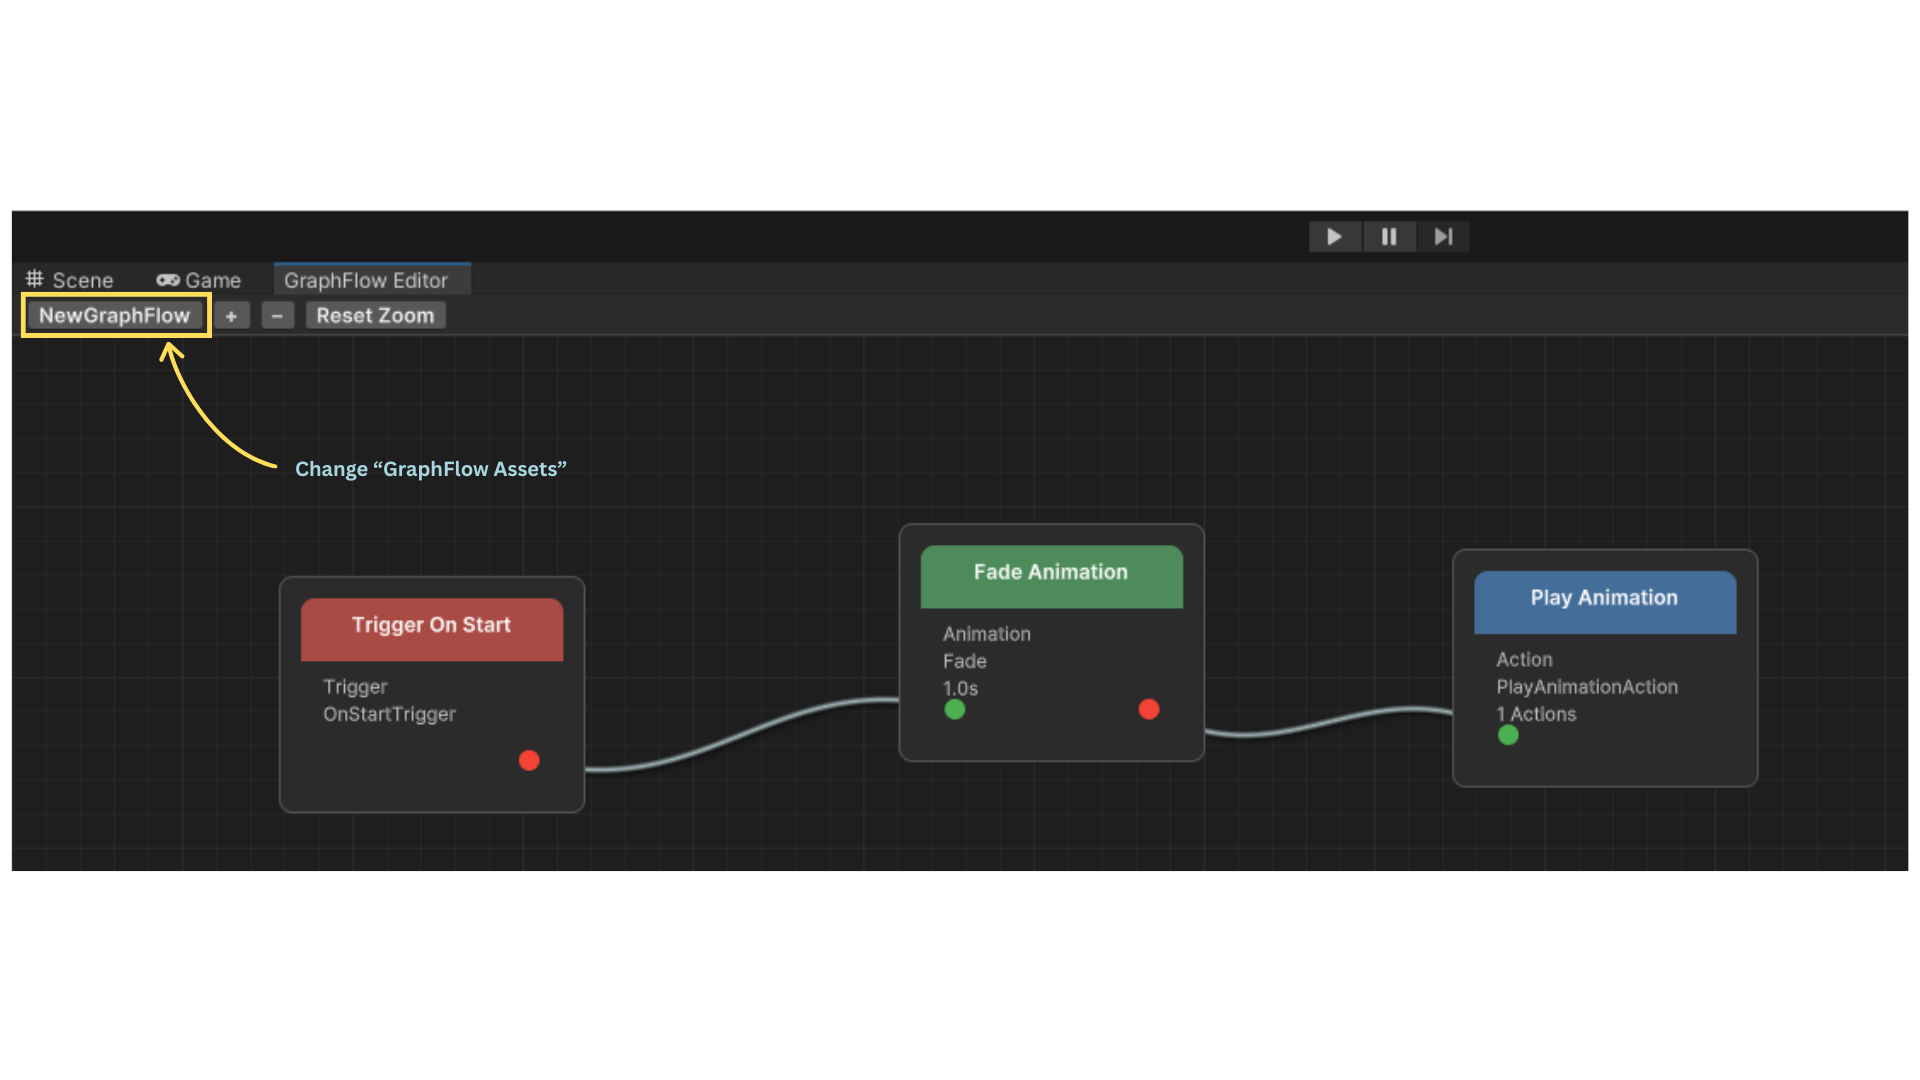 Scene Game GraphFlow Editor
NewGraphFlow + - Reset Zoom
Change “GraphFlow Assets”
Trigger On Start
Trigger
OnStartTrigger
Fade Animation
Animation
Fade
1.0s
Play Animation
Action
PlayAnimationAction
1 Actions